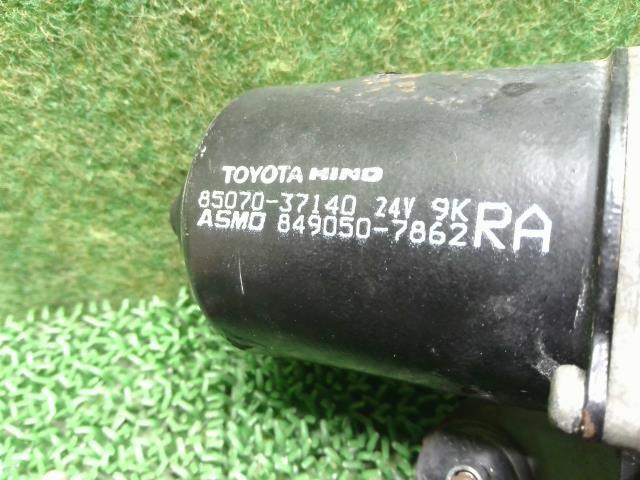 TOYOTA HINO
85070-37140 24V 9K
ASMO 849050-7862 RA